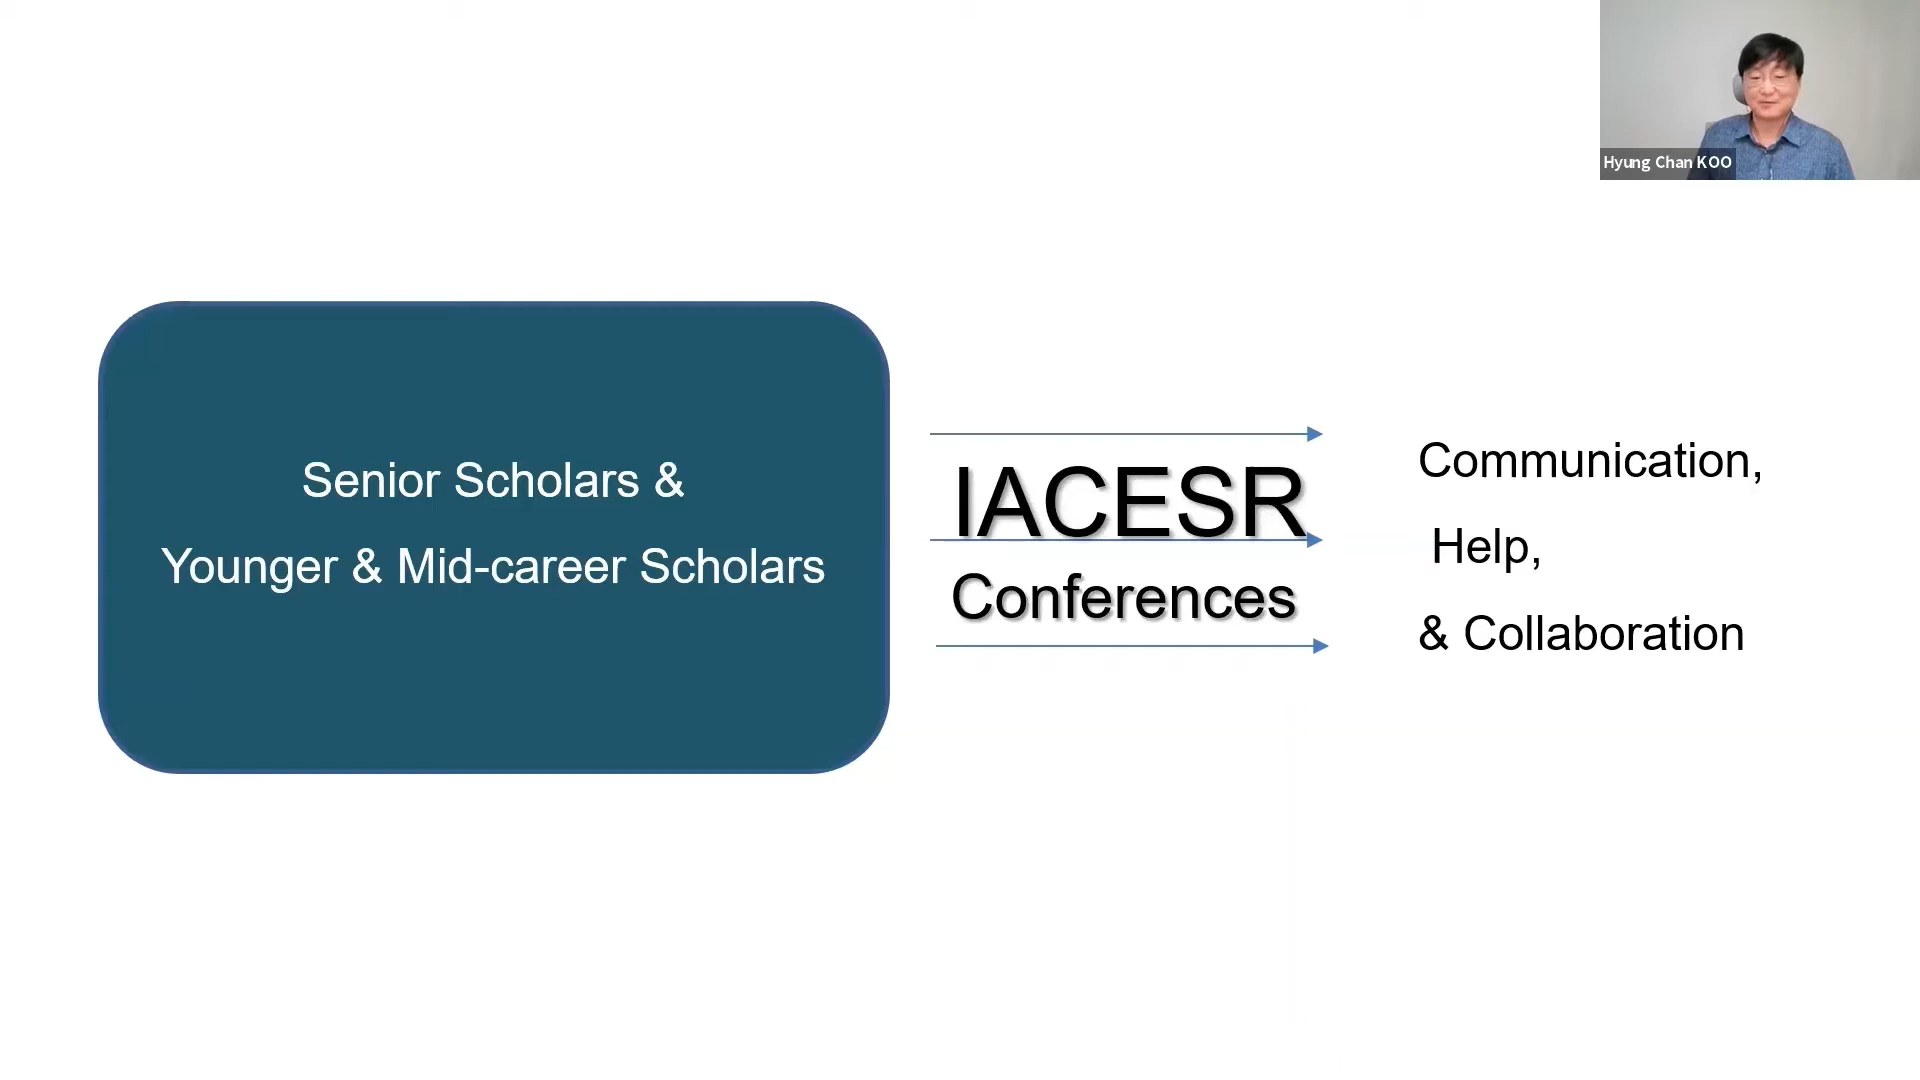 Hyung Chan KOO
Senior Scholars &
Younger & Mid-career Scholars
IACESR
Conferences
Communication,
Help,
& Collaboration